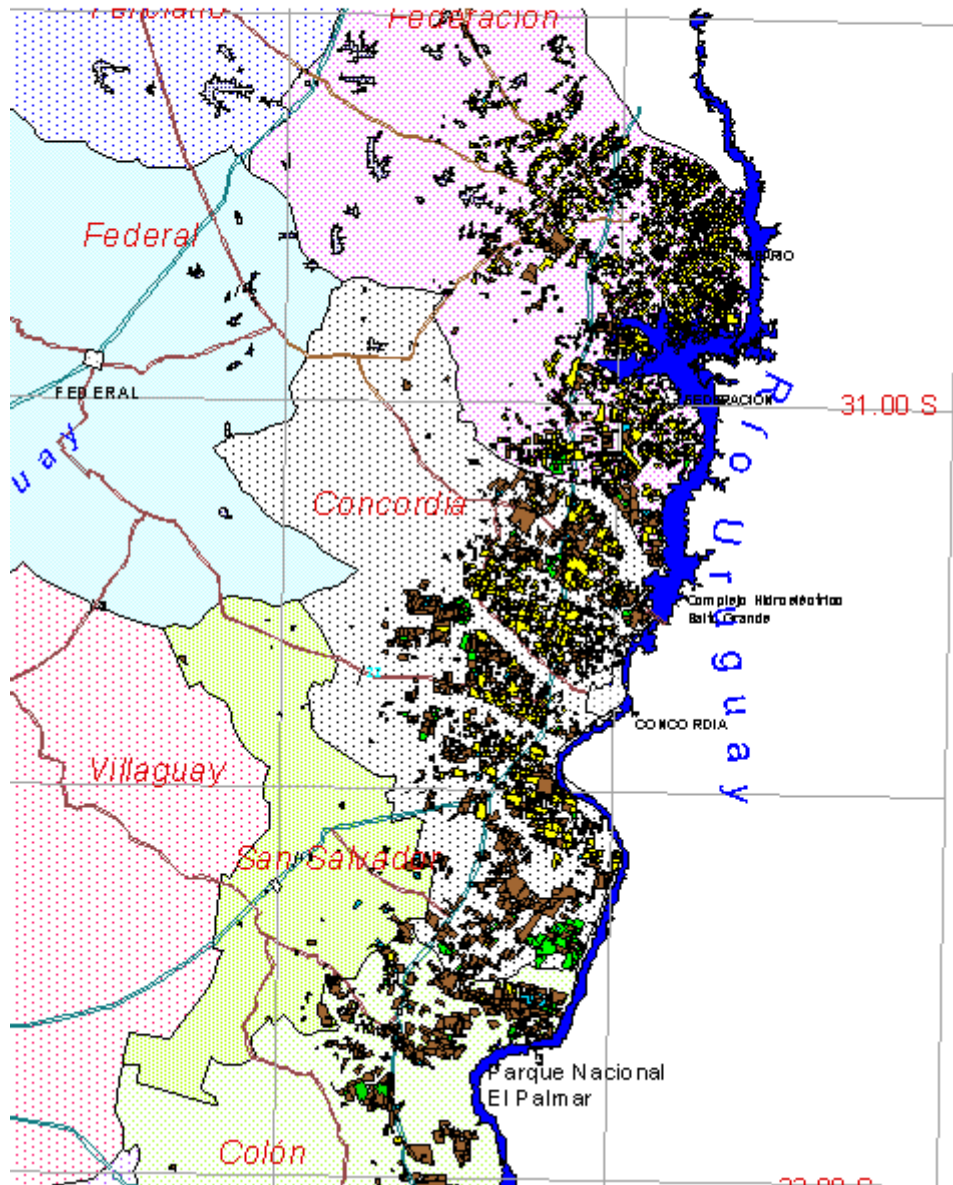 Feliciano
Federación
Federal
FEDERAL
FEDERACION
31.00 S
Río Uruguay
uay
Concordia
Complejo Hidroeléctrico
Salto Grande
CONCORDIA
Villaguay
San Salvador
Parque Nacional
El Palmar
Colón